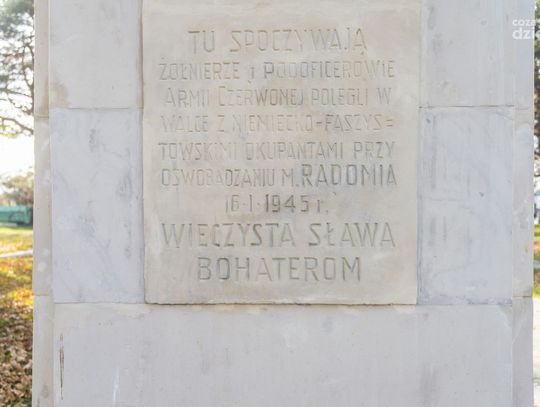 TU SPOCZYWAJĄ
ŻOŁNIERZE i PODOFICEROWIE
ARMII CZERWONEJ POLEGLI W
WALCE Z NIEMIECKO-FASZYS=
TOWSKIMI OKUPANTAMI PRZY
OSWOBADZANIU M. RADOMIA
16·1·1945 r.
WIECZYSTA SŁAWA
BOHATEROM